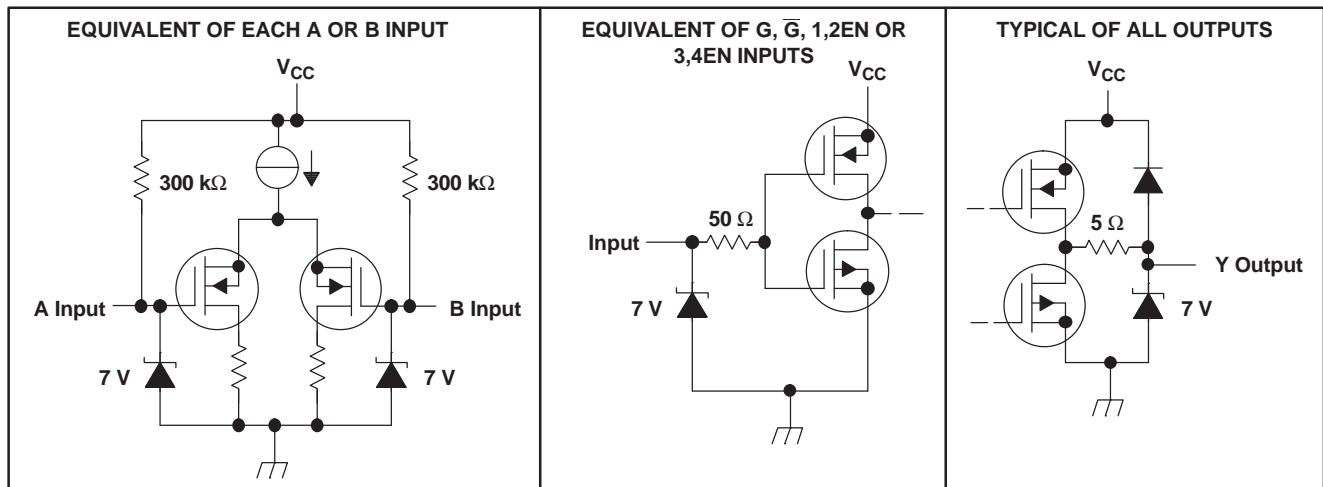 EQUIVALENT OF EACH A OR B INPUT
VCC
300 kΩ
300 kΩ
A Input
B Input
7 V
7 V
EQUIVALENT OF G, G̅, 1,2EN OR
3,4EN INPUTS
VCC
50 Ω
Input
7 V
TYPICAL OF ALL OUTPUTS
VCC
5 Ω
Y Output
7 V